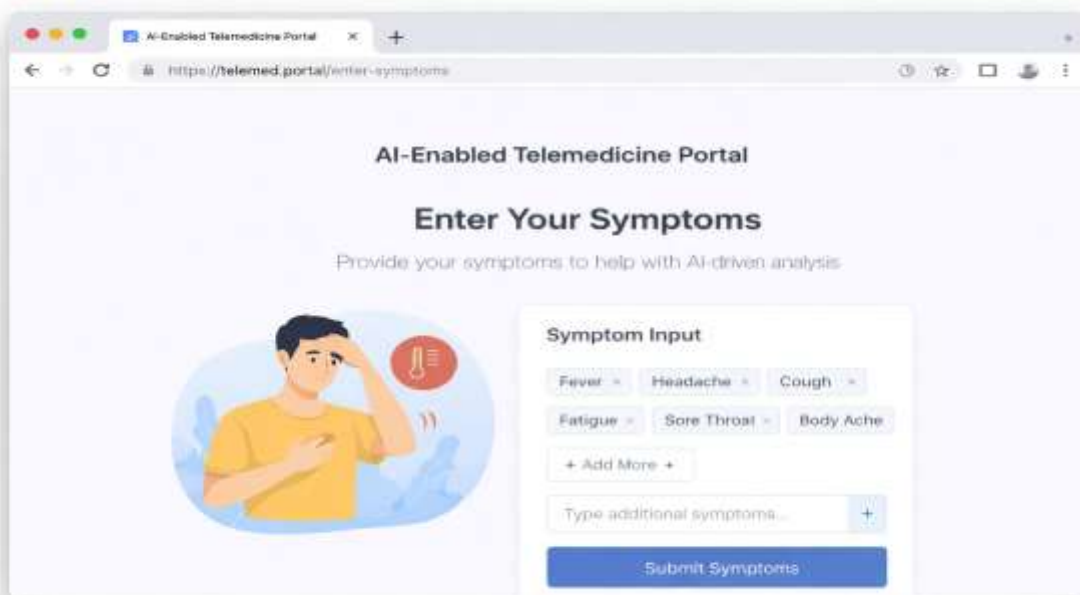 AI-Enabled Telemedicine Portal × +
https://telemed.portal/enter-symptoms
AI-Enabled Telemedicine Portal
Enter Your Symptoms
Provide your symptoms to help with AI-driven analysis
Symptom Input
Fever × Headache × Cough ×
Fatigue × Sore Throat × Body Ache
+ Add More +
Type additional symptoms... +
Submit Symptoms